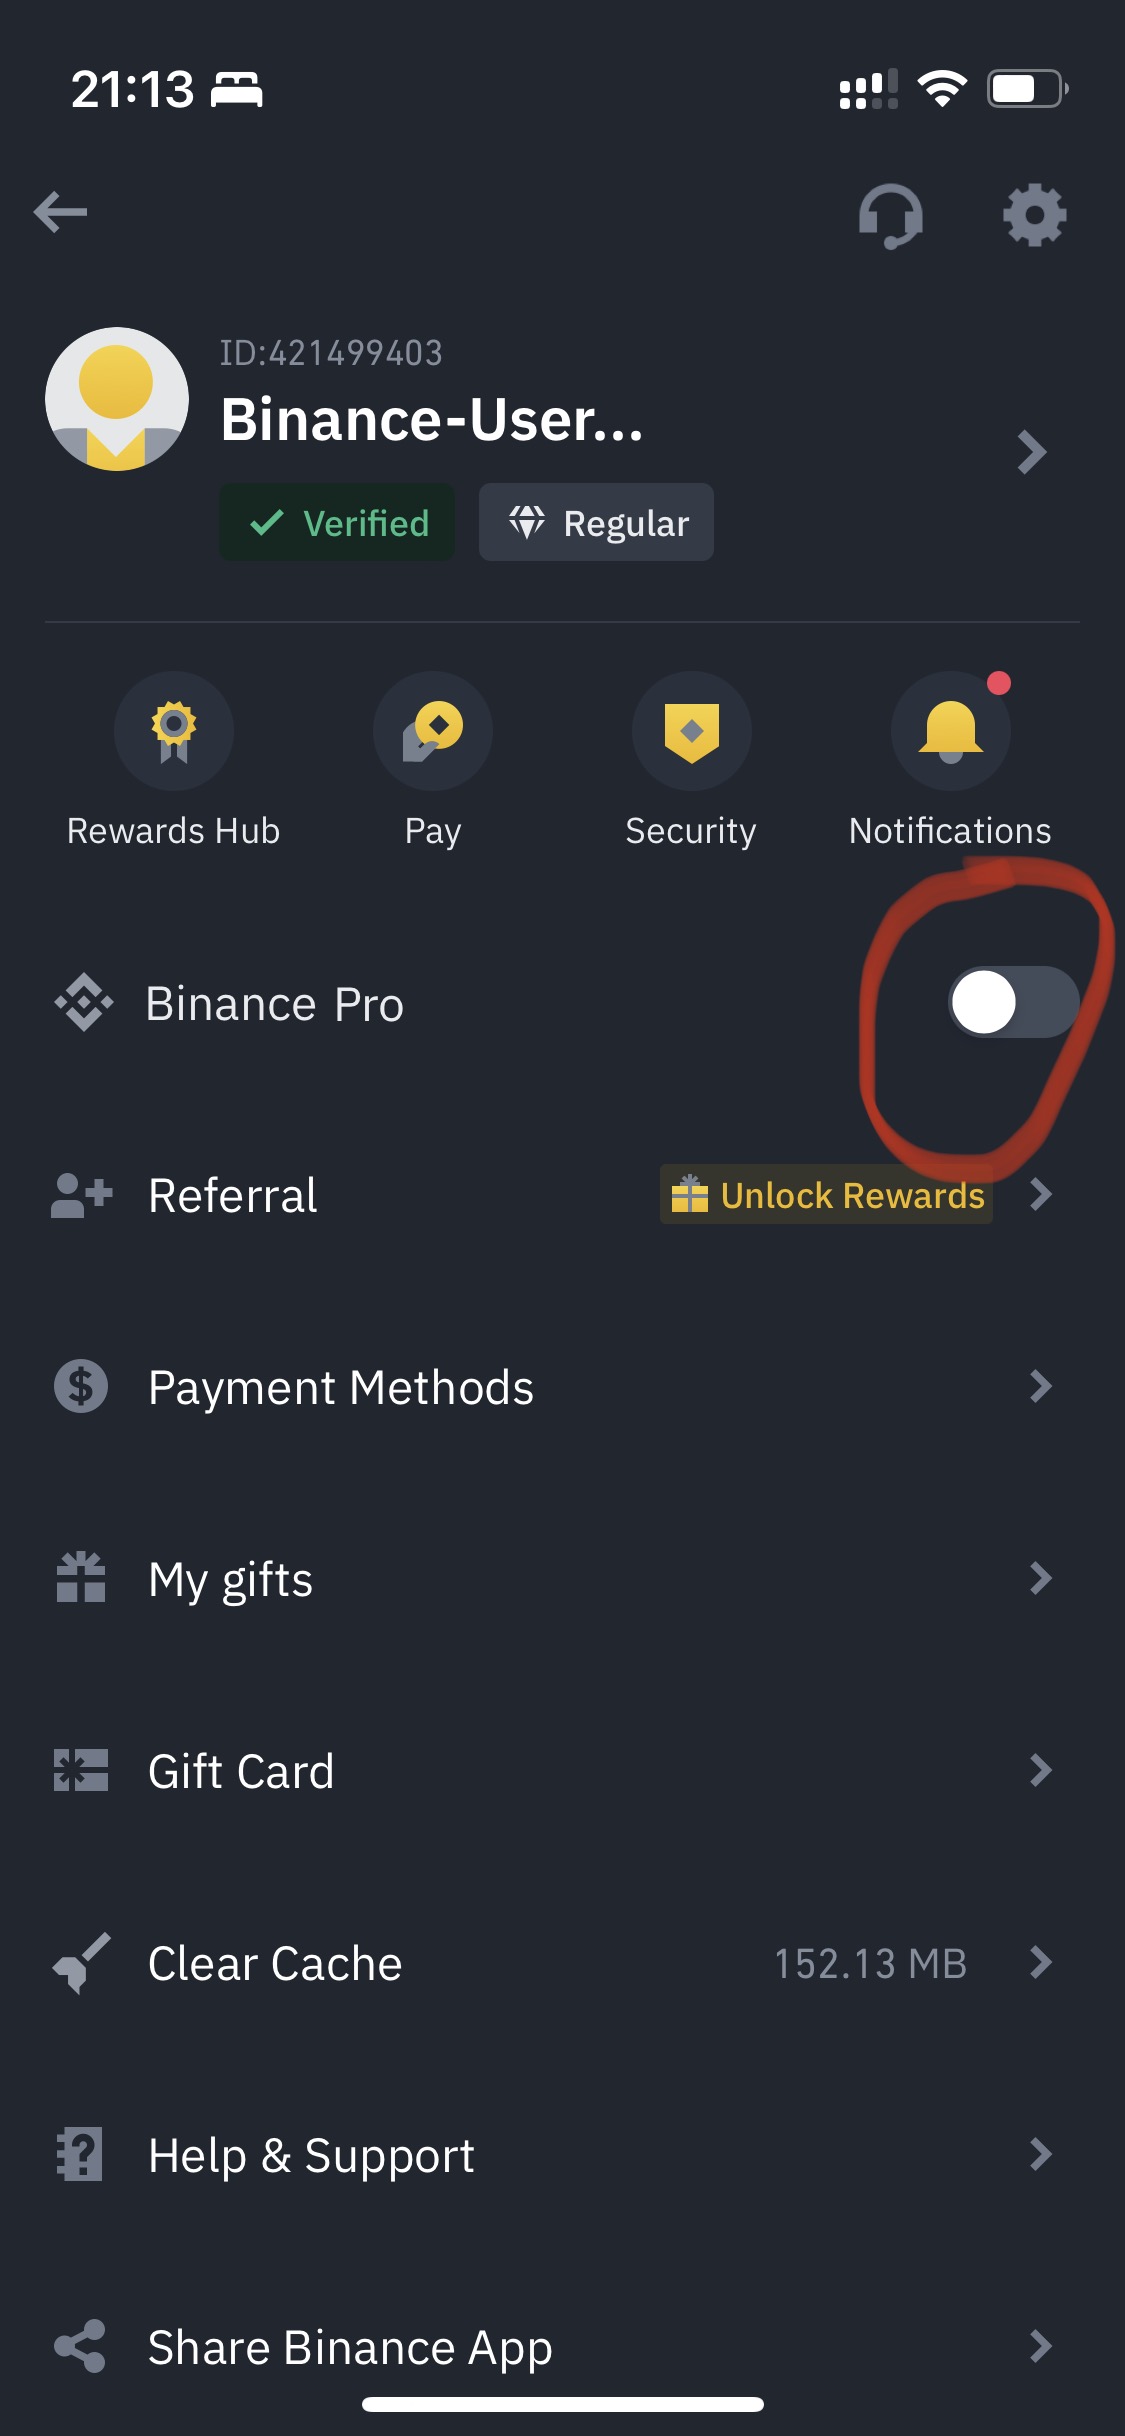 21:13
ID:421499403
Binance-User...
Verified
Regular
Rewards Hub
Pay
Security
Notifications
Binance Pro
Referral
Unlock Rewards
Payment Methods
My gifts
Gift Card
Clear Cache
152.13 MB
Help & Support
Share Binance App